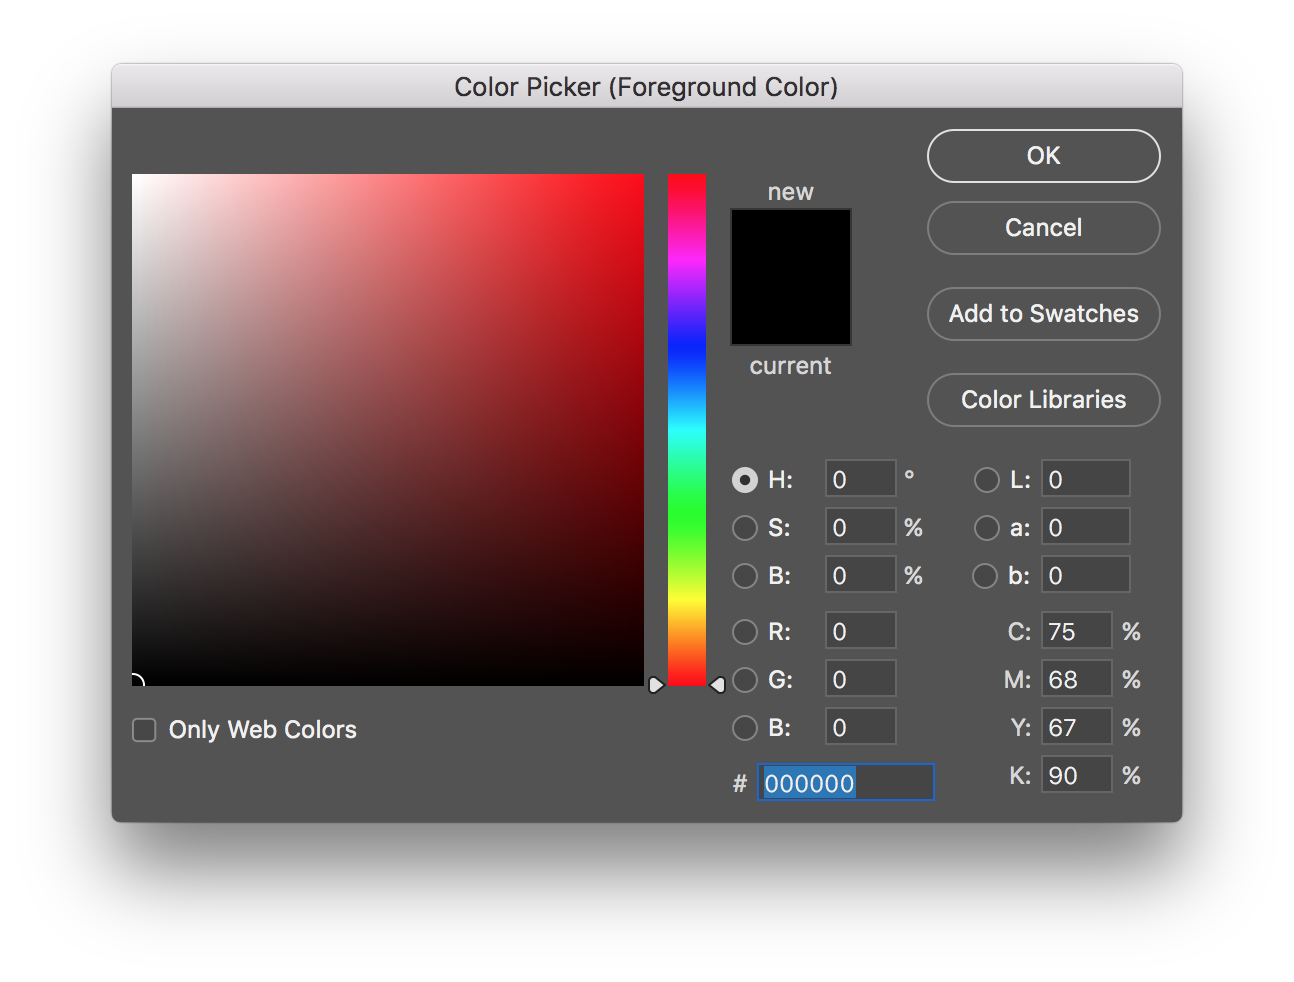 Color Picker (Foreground Color)
OK
new
Cancel
Add to Swatches
current
Color Libraries
H: 0 ° L: 0
S: 0 % a: 0
B: 0 % b: 0
R: 0 C: 75 %
G: 0 M: 68 %
Only Web Colors B: 0 Y: 67 %
# 000000 K: 90 %